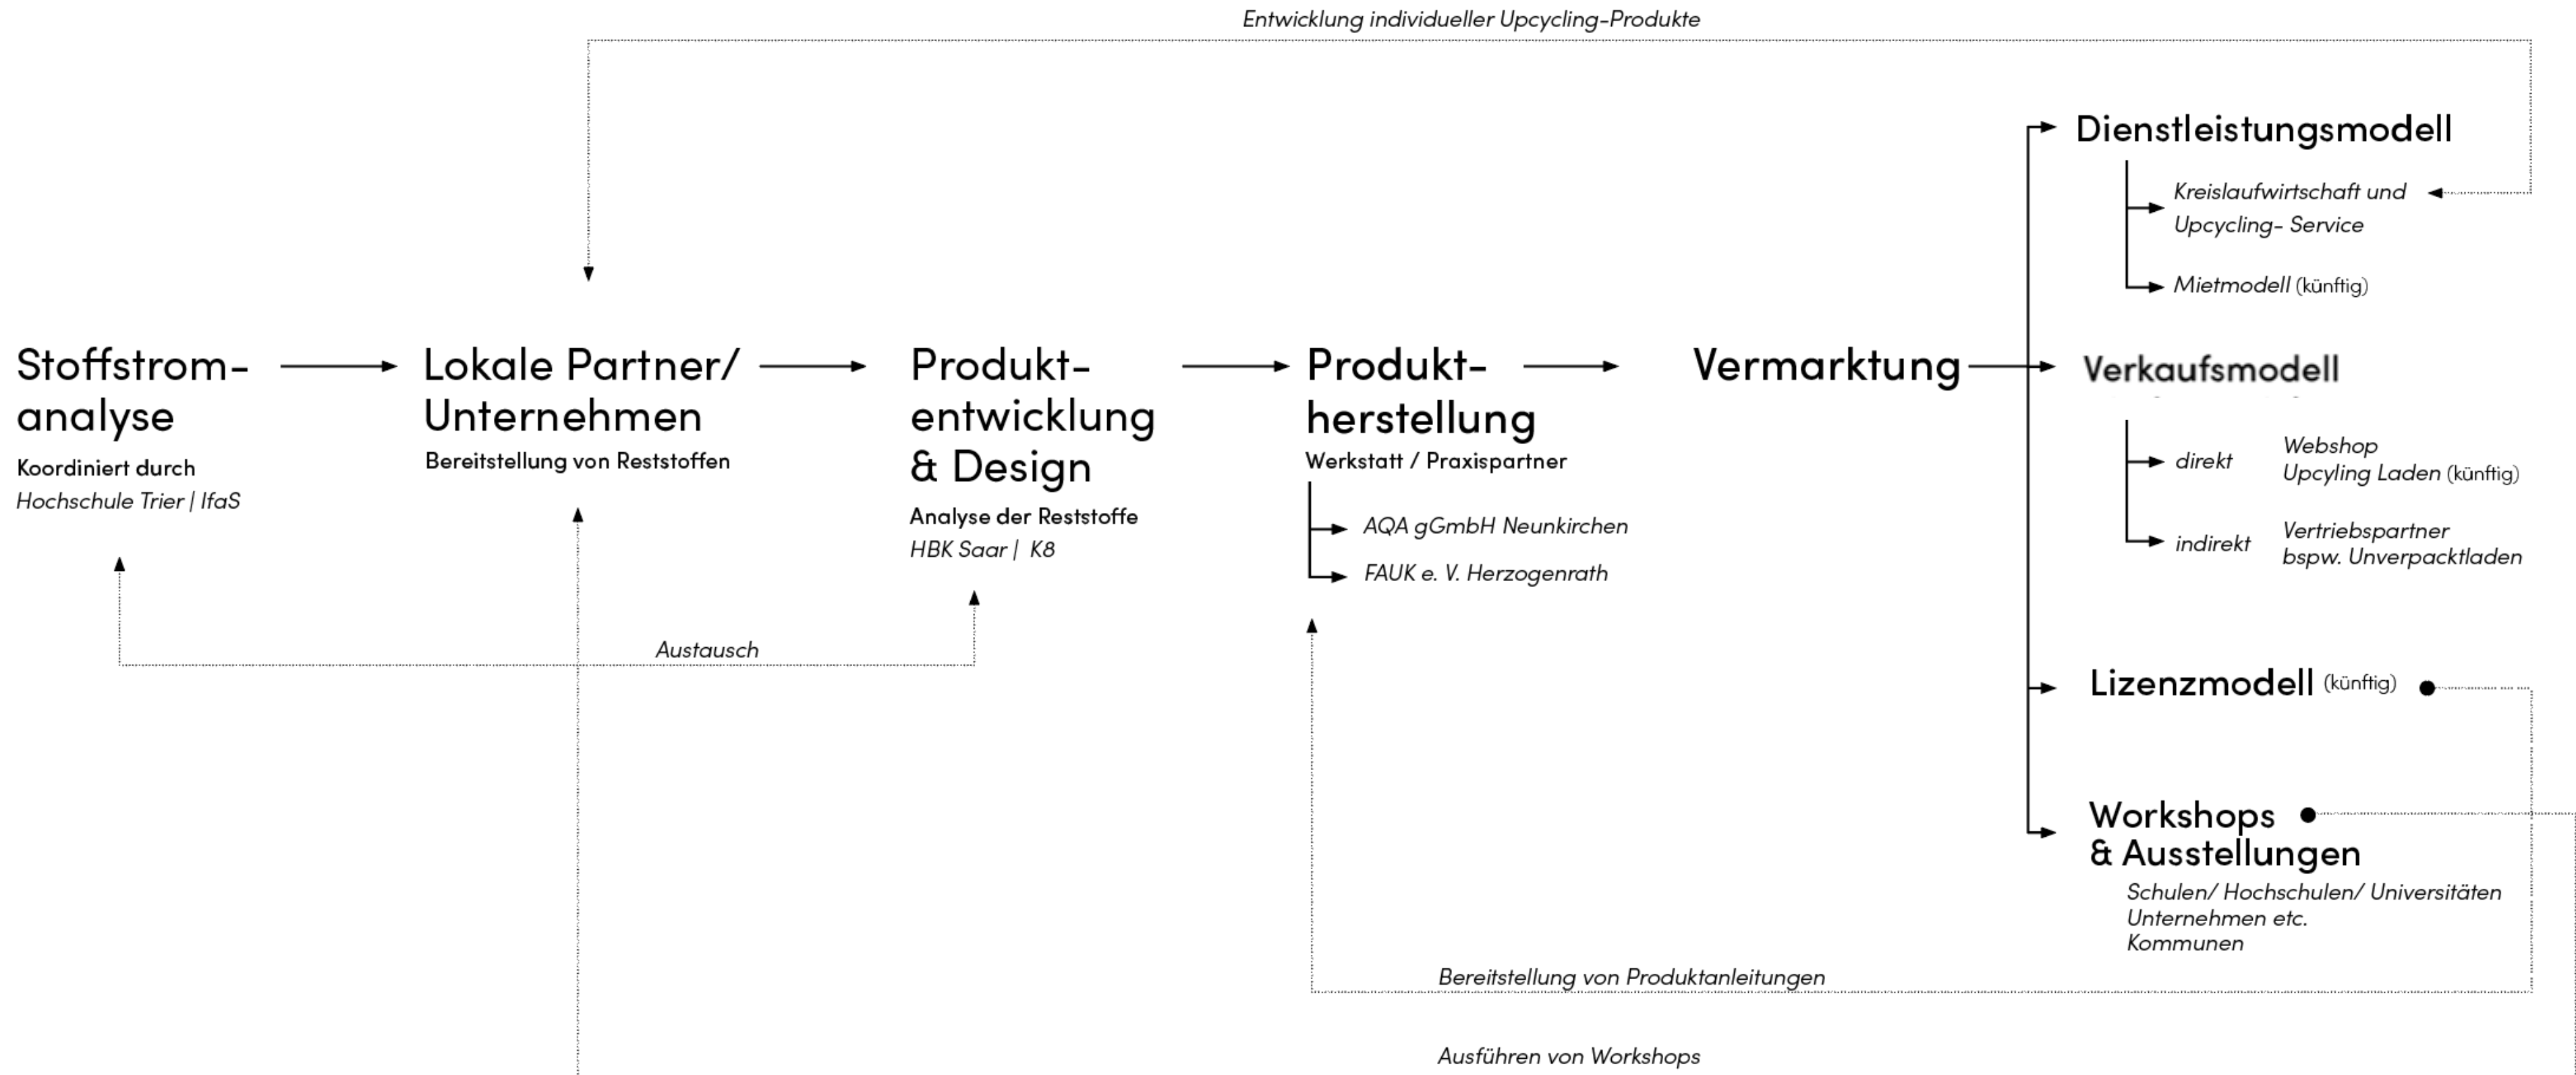 Entwicklung individueller Upcycling-Produkte
Dienstleistungsmodell
Kreislaufwirtschaft und
Upcycling- Service
Mietmodell (künftig)
Stoffstrom-
analyse
Koordiniert durch
Hochschule Trier | IfaS
Lokale Partner/
Unternehmen
Bereitstellung von Reststoffen
Produkt-
entwicklung
& Design
Analyse der Reststoffe
HBK Saar | K8
Produkt-
herstellung
Werkstatt / Praxispartner
AQA gGmbH Neunkirchen
FAUK e. V. Herzogenrath
Vermarktung
Verkaufsmodell
direkt
Webshop
Upcyling Laden (künftig)
indirekt
Vertriebspartner
bspw. Unverpacktladen
Austausch
Lizenzmodell (künftig)
Workshops
& Ausstellungen
Schulen/ Hochschulen/ Universitäten
Unternehmen etc.
Kommunen
Bereitstellung von Produktanleitungen
Ausführen von Workshops